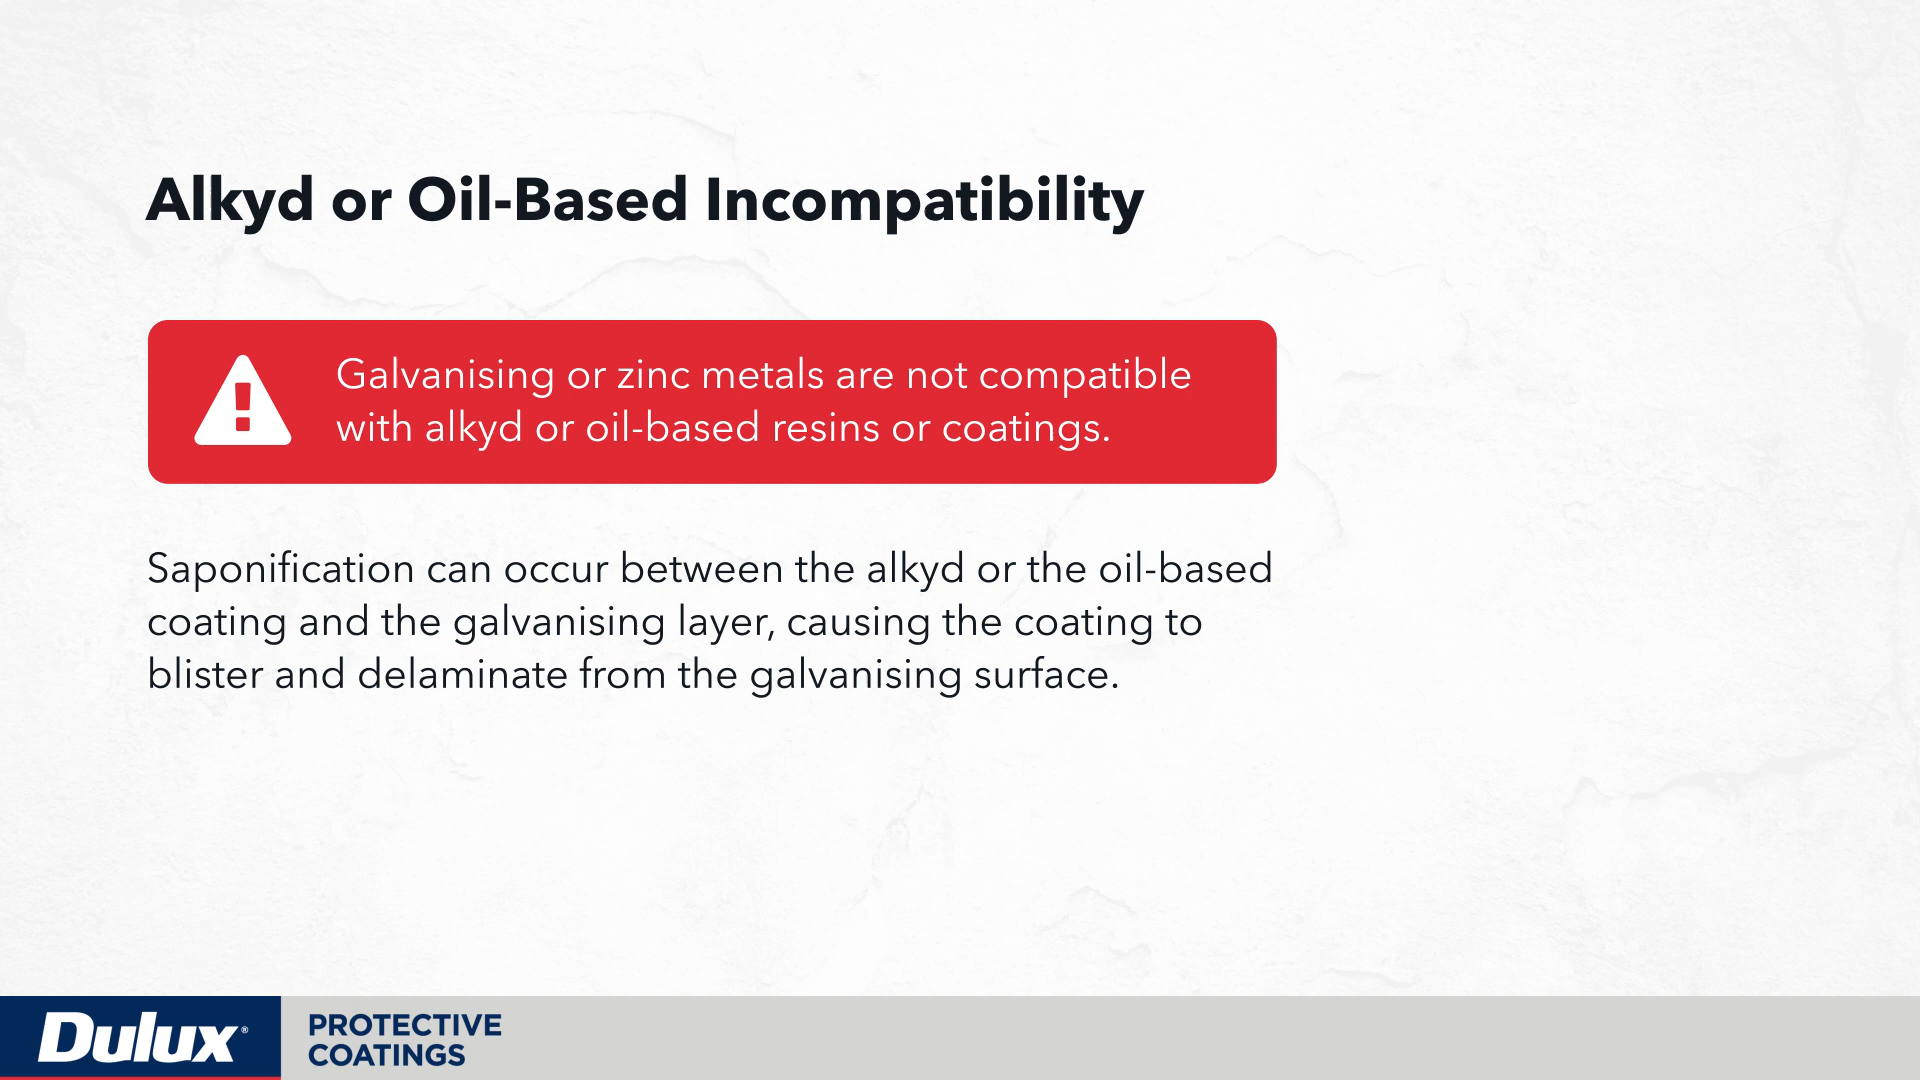 Alkyd or Oil-Based Incompatibility
Galvanising or zinc metals are not compatible
with alkyd or oil-based resins or coatings.
Saponification can occur between the alkyd or the oil-based
coating and the galvanising layer, causing the coating to
blister and delaminate from the galvanising surface.
Dulux®
PROTECTIVE
COATINGS